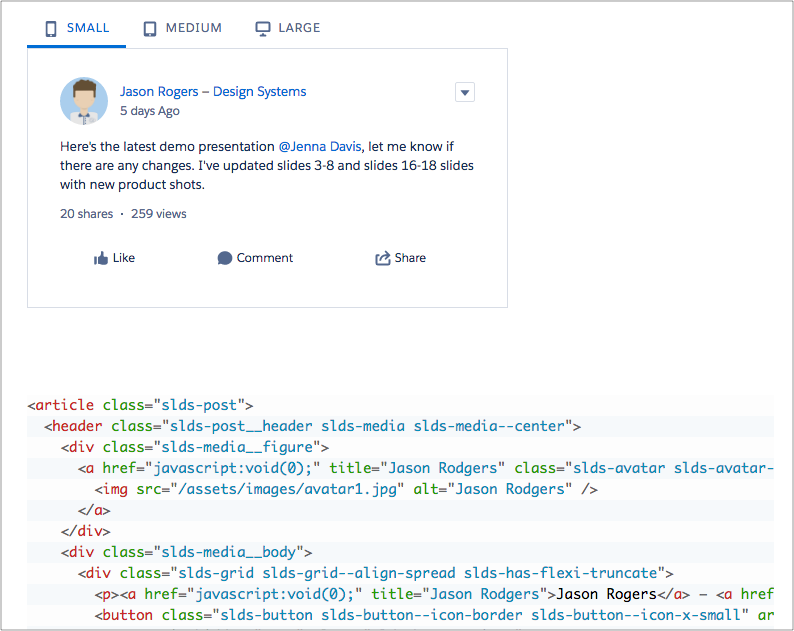 SMALL MEDIUM LARGE
Jason Rogers – Design Systems
5 days Ago
Here's the latest demo presentation @Jenna Davis, let me know if
there are any changes. I've updated slides 3-8 and slides 16-18 slides
with new product shots.
20 shares · 259 views
Like Comment Share
<article class="slds-post">
<header class="slds-post__header slds-media slds-media--center">
<div class="slds-media__figure">
<a href="javascript:void(0);" title="Jason Rodgers" class="slds-avatar slds-avatar-
<img src="/assets/images/avatar1.jpg" alt="Jason Rodgers" />
</a>
</div>
<div class="slds-media__body">
<div class="slds-grid slds-grid--align-spread slds-has-flexi-truncate">
<p><a href="javascript:void(0);" title="Jason Rodgers">Jason Rogers</a> – <a href
<button class="slds-button slds-button--icon-border slds-button--icon-x-small" ar